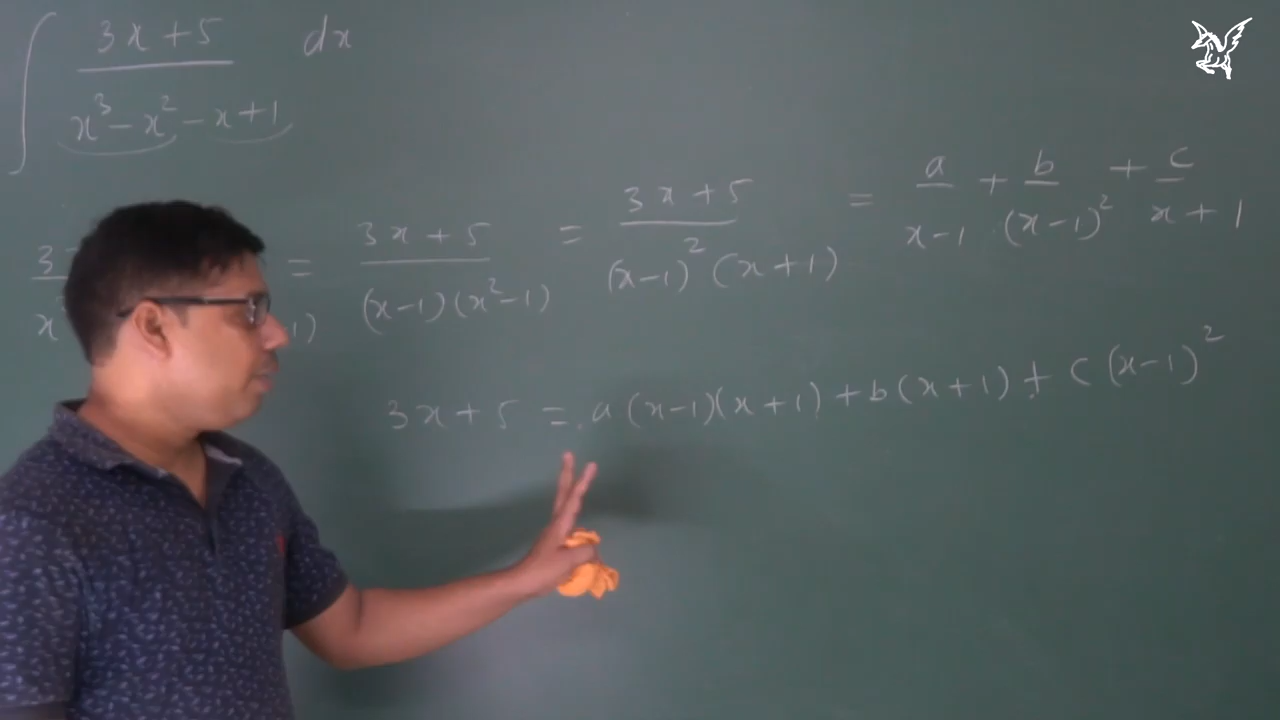 ∫ (3x+5)/(x³-x²-x+1) dx
= (3x+5)/((x-1)(x²-1)) = (3x+5)/((x-1)²(x+1)) = a/(x-1) + b/(x-1)² + c/(x+1)
3x+5 = a(x-1)(x+1) + b(x+1) + c(x-1)²